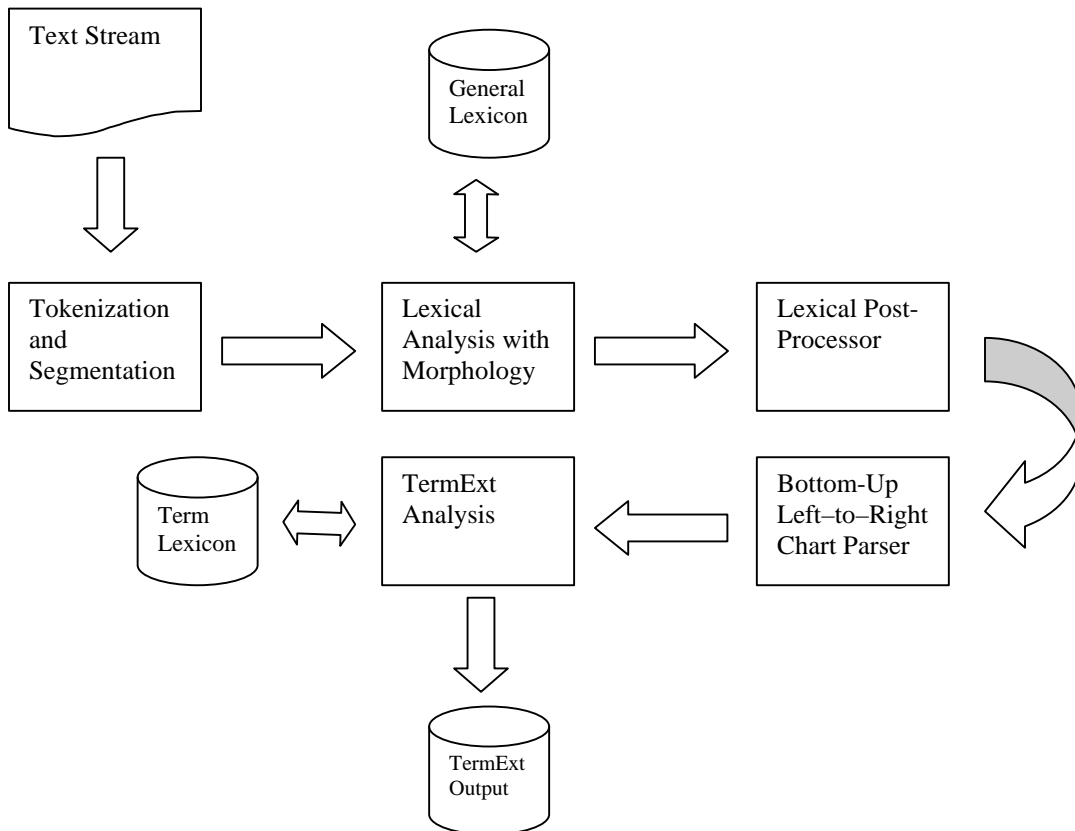 Text Stream
General
Lexicon
Tokenization
and
Segmentation
Lexical
Analysis with
Morphology
Lexical Post-
Processor
Term
Lexicon
TermExt
Analysis
Bottom-Up
Left–to–Right
Chart Parser
TermExt
Output